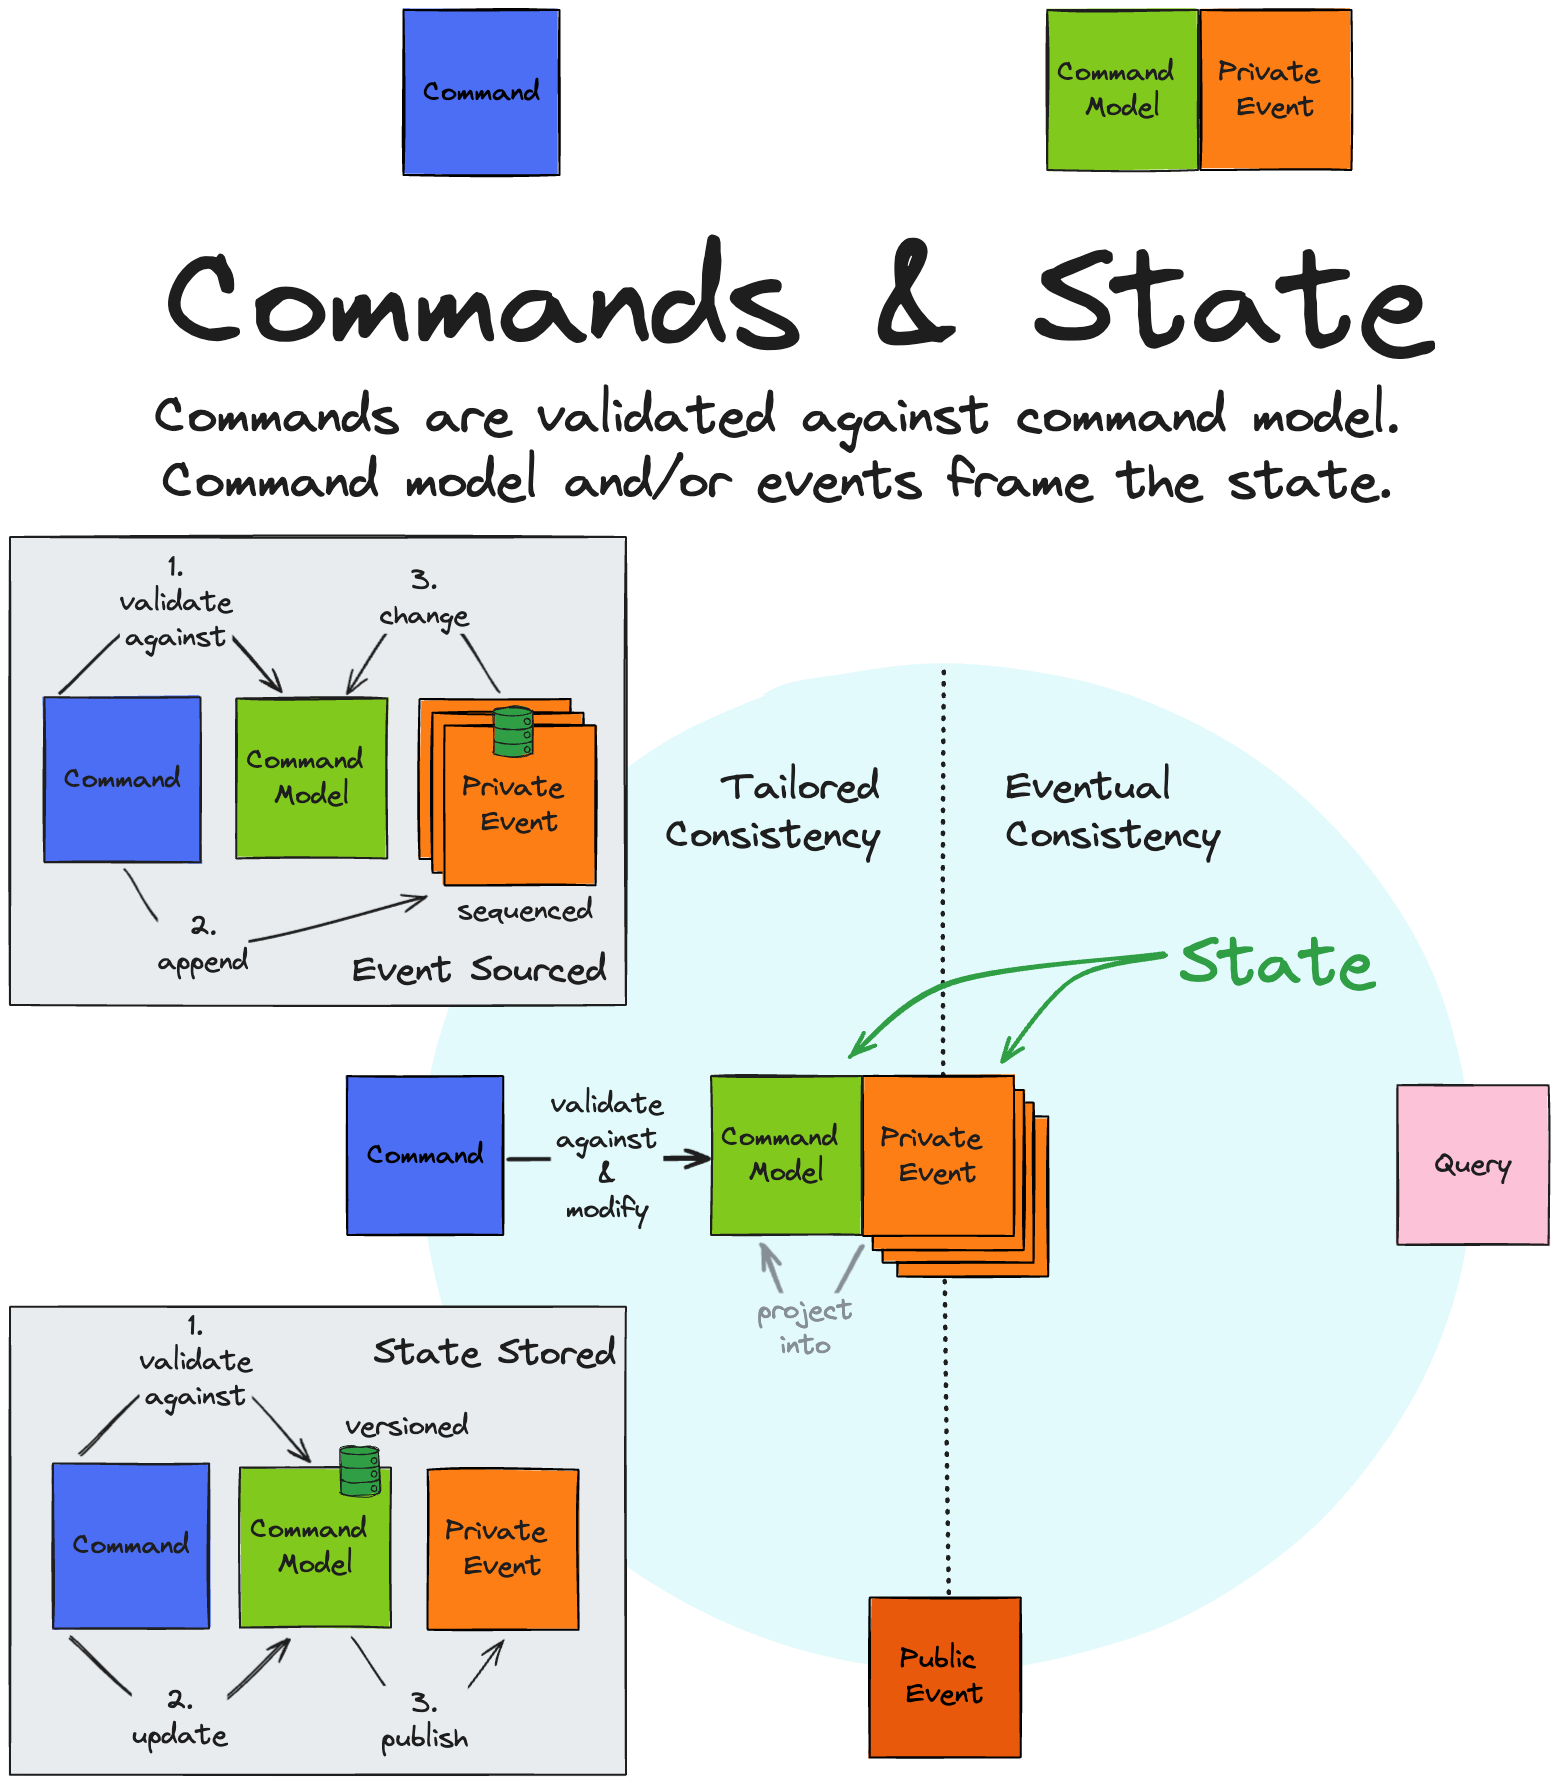 Command
Command
Model
Private
Event
Commands & State
Commands are validated against command model.
Command model and/or events frame the state.
1.
validate
against
3.
change
Command
Command
Model
Private
Event
sequenced
2.
append
Event Sourced
Tailored
Consistency
Eventual
Consistency
State
Command
validate
against
&
modify
Command
Model
Private
Event
Query
project
into
1.
validate
against
State Stored
versioned
Command
Command
Model
Private
Event
2.
update
3.
publish
Public
Event